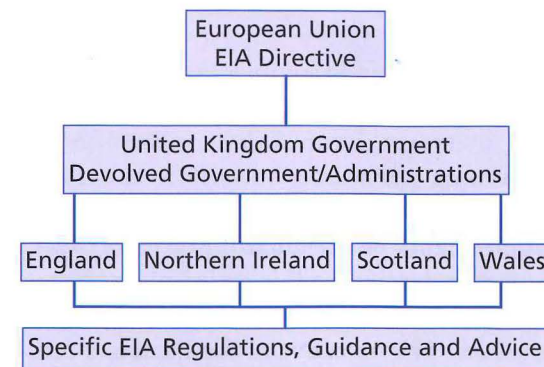 European Union
EIA Directive
United Kingdom Government
Devolved Government/Administrations
England
Northern Ireland
Scotland
Wales
Specific EIA Regulations, Guidance and Advice